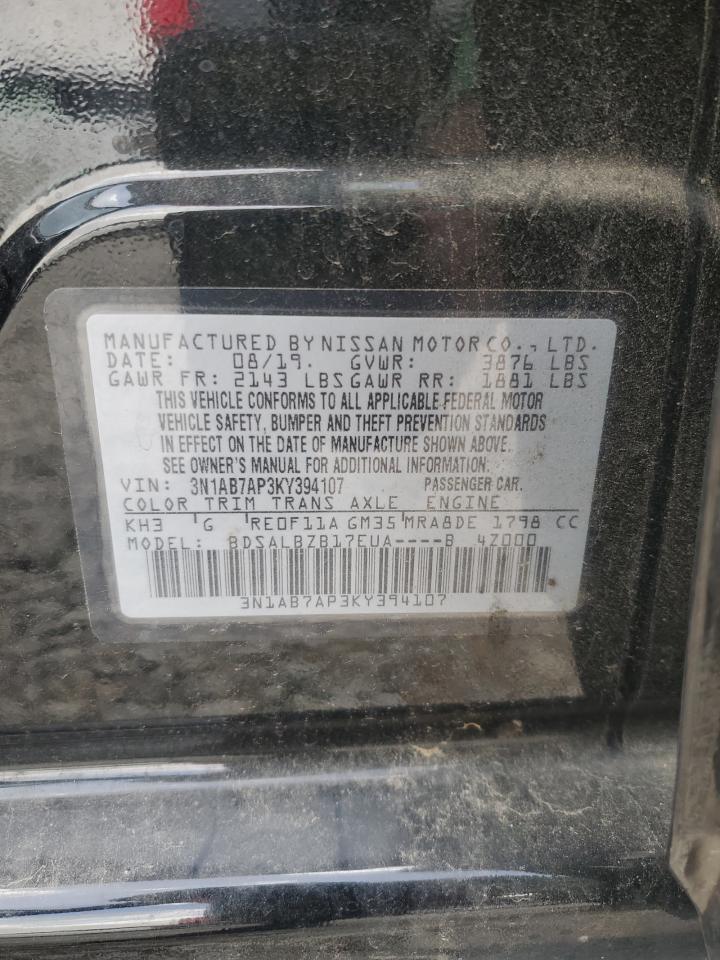 MANUFACTURED BY NISSAN MOTOR CO., LTD.
DATE: 08/19. GVWR: 3876 LBS
GAWR FR: 2143 LBS GAWR RR: 1881 LBS
THIS VEHICLE CONFORMS TO ALL APPLICABLE FEDERAL MOTOR
VEHICLE SAFETY, BUMPER AND THEFT PREVENTION STANDARDS
IN EFFECT ON THE DATE OF MANUFACTURE SHOWN ABOVE.
SEE OWNER'S MANUAL FOR ADDITIONAL INFORMATION.
VIN: 3N1AB7AP3KY394107 PASSENGER CAR.
COLOR TRIM TRANS AXLE ENGINE
KH3 G RE0F11A GM35 MRA8DE 1798 CC
MODEL: BDSALBZB17EUA----B 4Z000
3N1AB7AP3KY394107